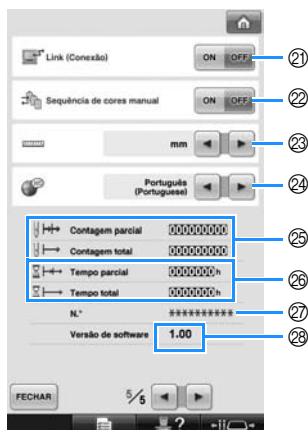 Link (Conexão) ON OFF 21
Sequência de cores manual ON OFF 22
mm 23
Português
(Portuguese) 24
Contagem parcial 000000000
Contagem total 000000000 25
Tempo parcial 0000000h
Tempo total 0000000h 26
N.° ********** 27
Versão de software 1.00 28
FECHAR 5/5
?